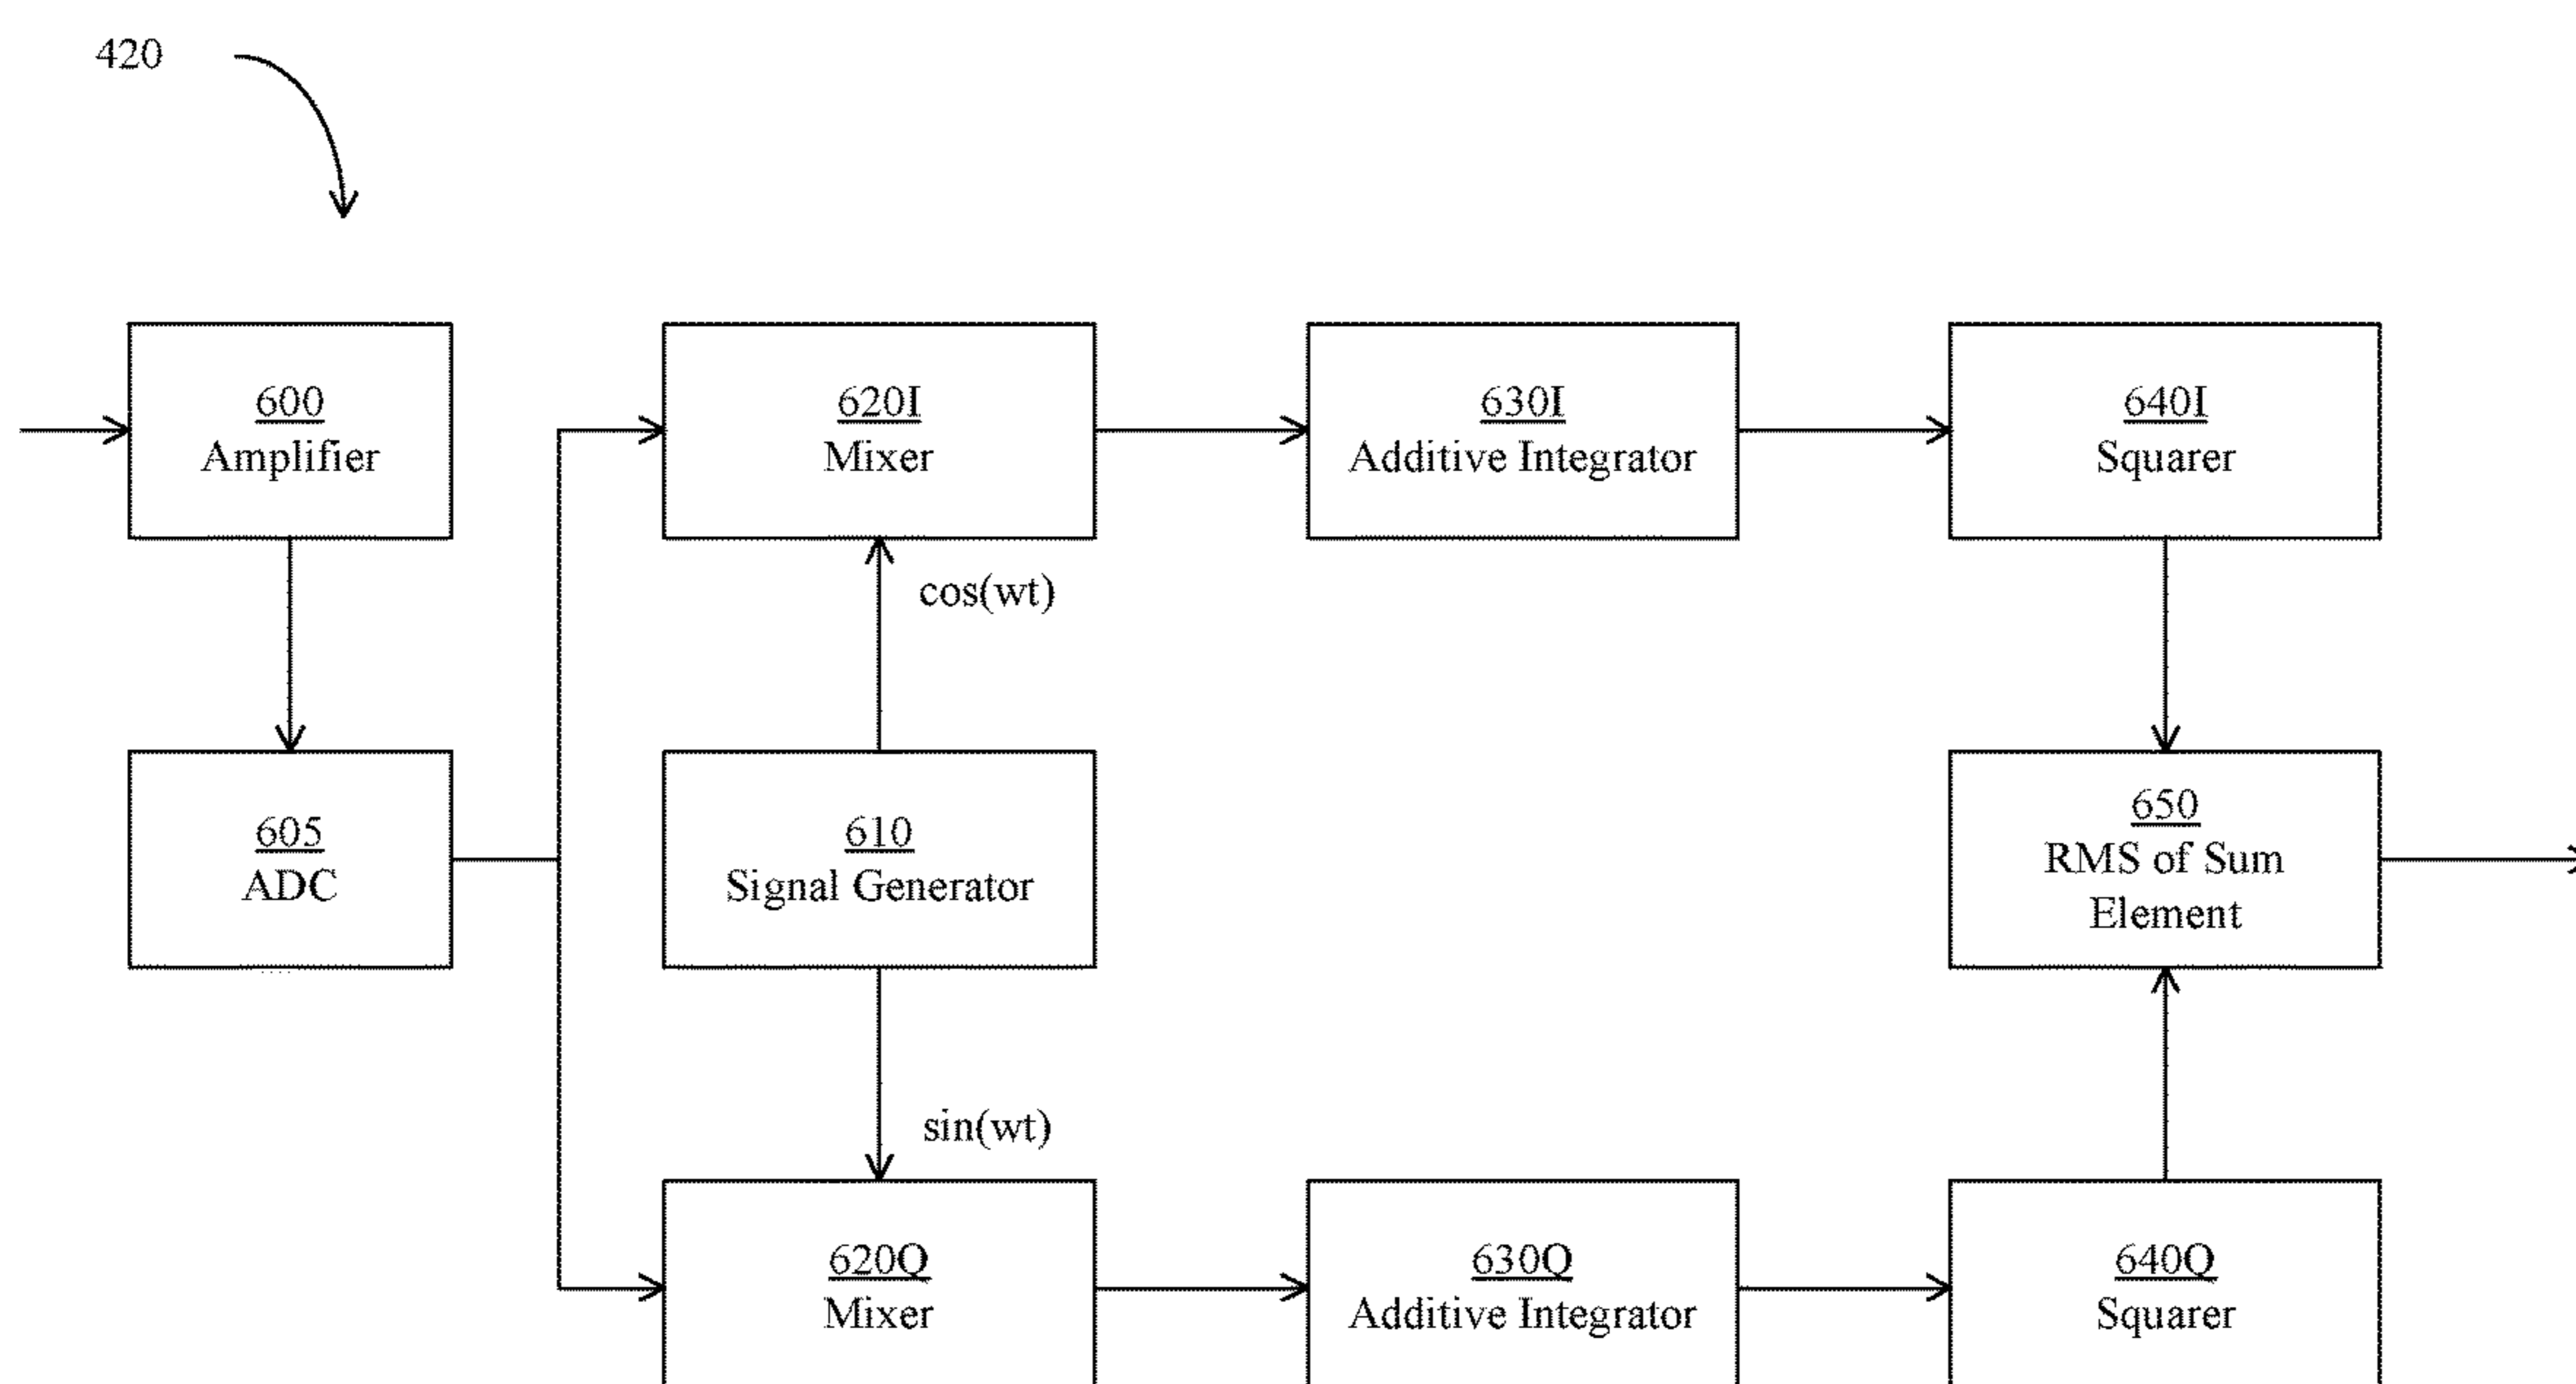 420
600
Amplifier
620I
Mixer
630I
Additive Integrator
640I
Squarer
cos(wt)
605
ADC
610
Signal Generator
650
RMS of Sum
Element
sin(wt)
620Q
Mixer
630Q
Additive Integrator
640Q
Squarer